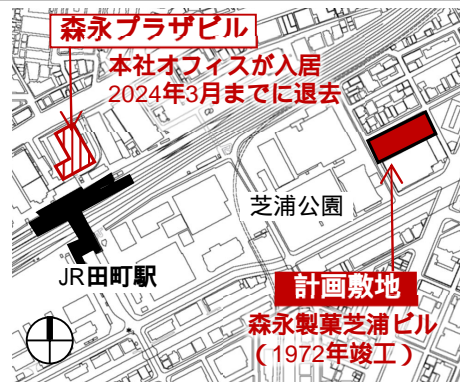 森永プラザビル
本社オフィスが入居
2024年3月までに退去
芝浦公園
JR田町駅
計画敷地
森永製菓芝浦ビル
（1972年竣工）